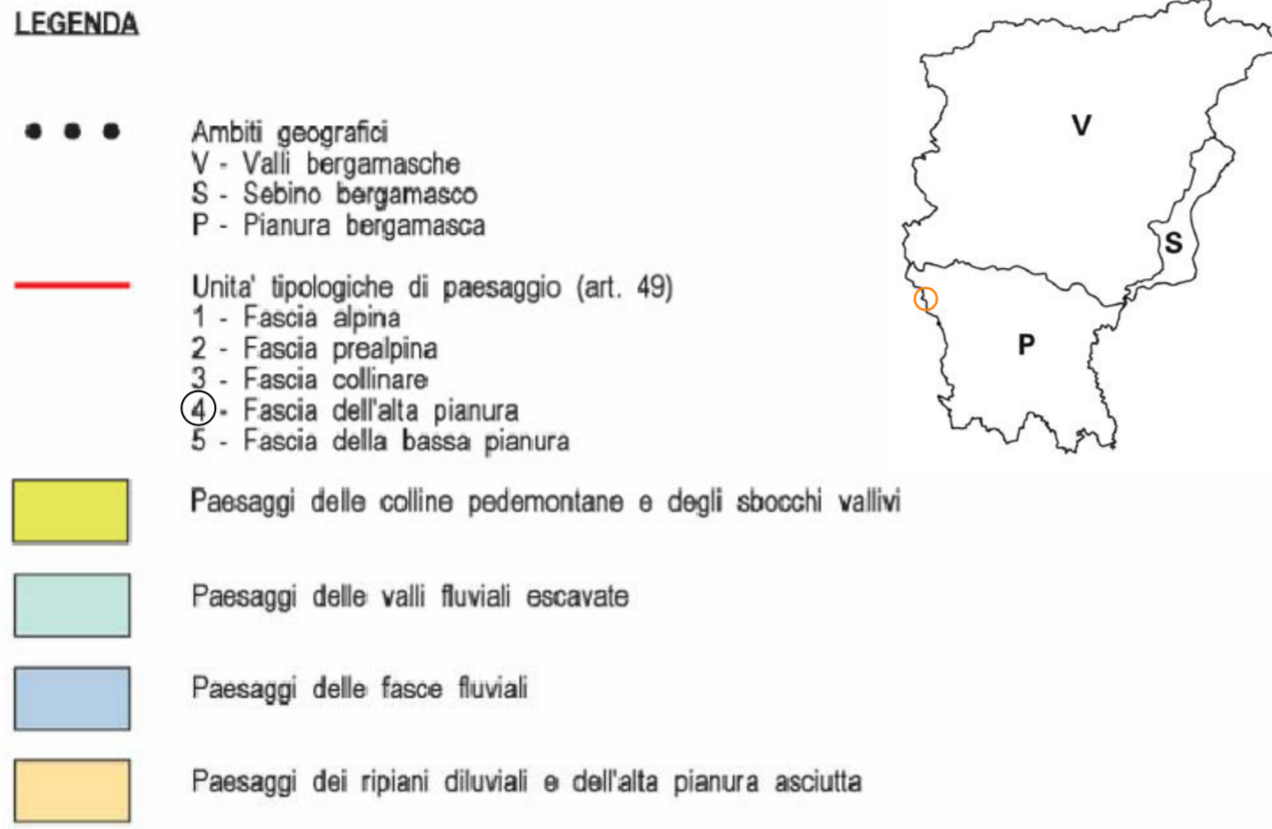 LEGENDA
Ambiti geografici
V - Valli bergamasche
S - Sebino bergamasco
P - Pianura bergamasca
Unita' tipologiche di paesaggio (art. 49)
1 - Fascia alpina
2 - Fascia prealpina
3 - Fascia collinare
4 - Fascia dell'alta pianura
5 - Fascia della bassa pianura
Paesaggi delle colline pedemontane e degli sbocchi vallivi
Paesaggi delle valli fluviali escavate
Paesaggi delle fasce fluviali
Paesaggi dei ripiani diluviali e dell'alta pianura asciutta
V
S
P